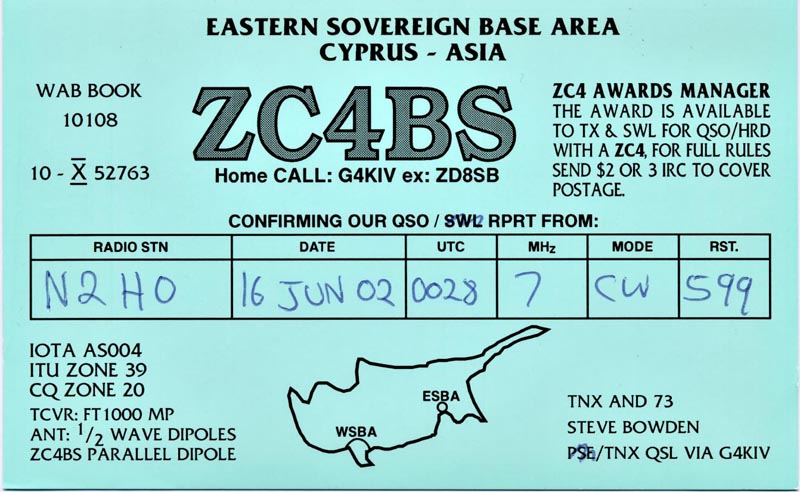 EASTERN SOVEREIGN BASE AREA
CYPRUS - ASIA
WAB BOOK
10108
10 - X 52763
ZC4BS
Home CALL: G4KIV ex: ZD8SB
ZC4 AWARDS MANAGER
THE AWARD IS AVAILABLE
TO TX & SWL FOR QSO/HRD
WITH A ZC4, FOR FULL RULES
SEND $2 OR 3 IRC TO COVER
POSTAGE.
CONFIRMING OUR QSO / SWL RPRT FROM:
RADIO STN DATE UTC MHz MODE RST.
N2HO 16 JUN 02 0028 7 CW 599
IOTA AS004
ITU ZONE 39
CQ ZONE 20
TCVR: FT1000 MP
ANT: 1/2 WAVE DIPOLES
ZC4BS PARALLEL DIPOLE
ESBA
WSBA
TNX AND 73
STEVE BOWDEN
PSE/TNX QSL VIA G4KIV